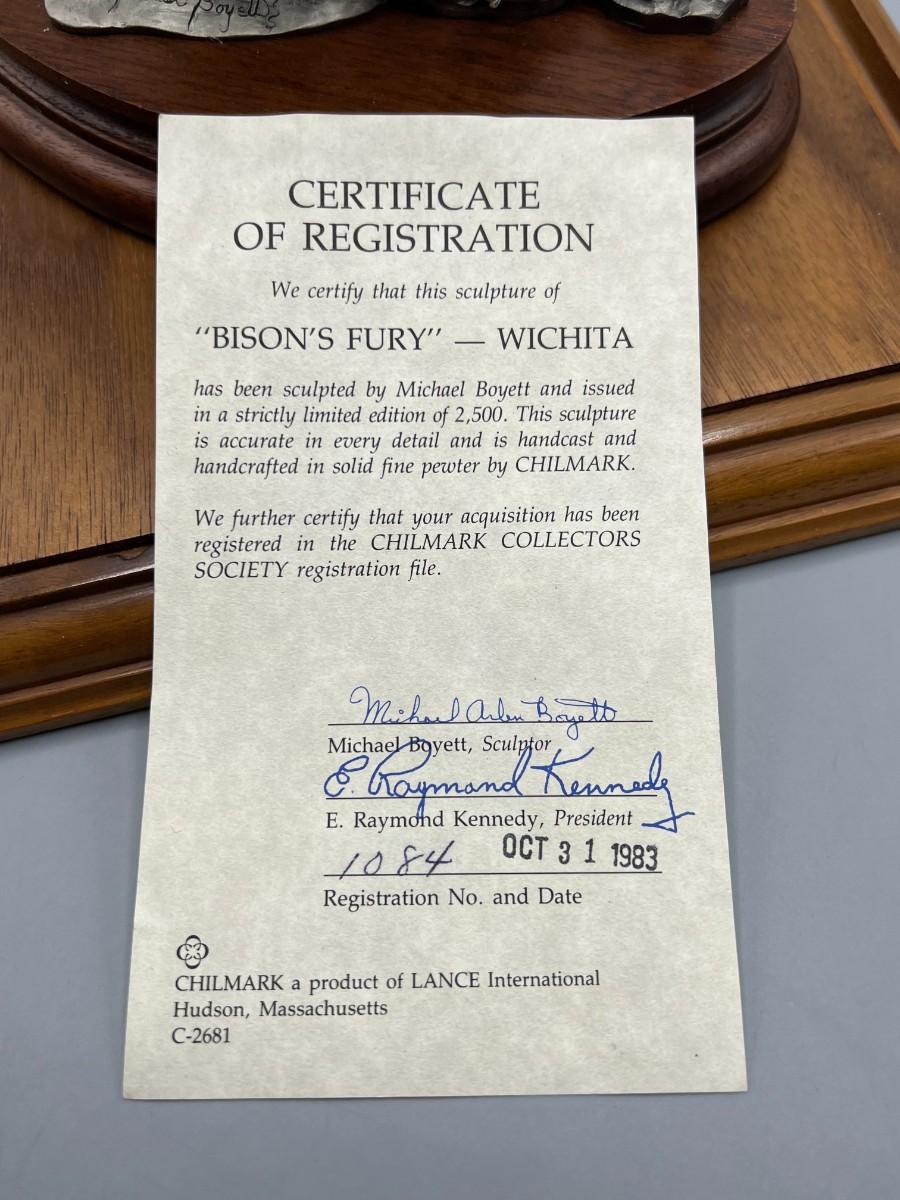 Boyett
CERTIFICATE
OF REGISTRATION
We certify that this sculpture of
"BISON'S FURY" — WICHITA
has been sculpted by Michael Boyett and issued
in a strictly limited edition of 2,500. This sculpture
is accurate in every detail and is handcast and
handcrafted in solid fine pewter by CHILMARK.
We further certify that your acquisition has been
registered in the CHILMARK COLLECTORS
SOCIETY registration file.
Michael Arlen Boyett
Michael Boyett, Sculptor
E. Raymond Kennedy
E. Raymond Kennedy, President
1084 OCT 31 1983
Registration No. and Date
CHILMARK a product of LANCE International
Hudson, Massachusetts
C-2681